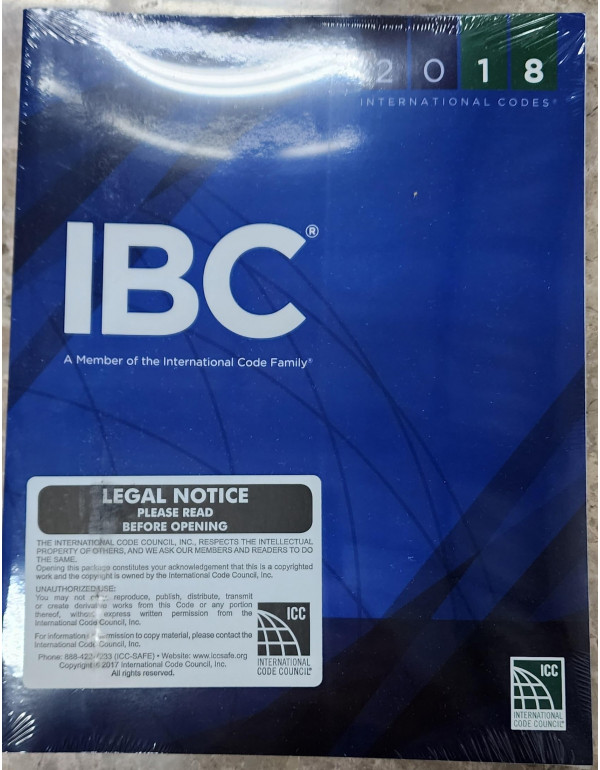 2018
INTERNATIONAL CODES®
IBC®
A Member of the International Code Family®
LEGAL NOTICE
PLEASE READ
BEFORE OPENING
THE INTERNATIONAL CODE COUNCIL, INC., RESPECTS THE INTELLECTUAL
PROPERTY OF OTHERS, AND WE ASK OUR MEMBERS AND READERS TO DO
THE SAME.
Opening this package constitutes your acknowledgement that this is a copyrighted
work and the copyright is owned by the International Code Council, Inc.
UNAUTHORIZED USE:
You may not reproduce, publish, distribute, transmit
or create derivative works from this Code or any portion
thereof, without express written permission from the
International Code Council, Inc.
For information permission to copy material, please contact the
International Code Council, Inc.
Phone: 888-422-7233 (ICC-SAFE) • Website: www.iccsafe.org
Copyright © 2017 International Code Council, Inc.
All rights reserved.
ICC
INTERNATIONAL
CODE COUNCIL®
ICC
INTERNATIONAL
CODE COUNCIL®